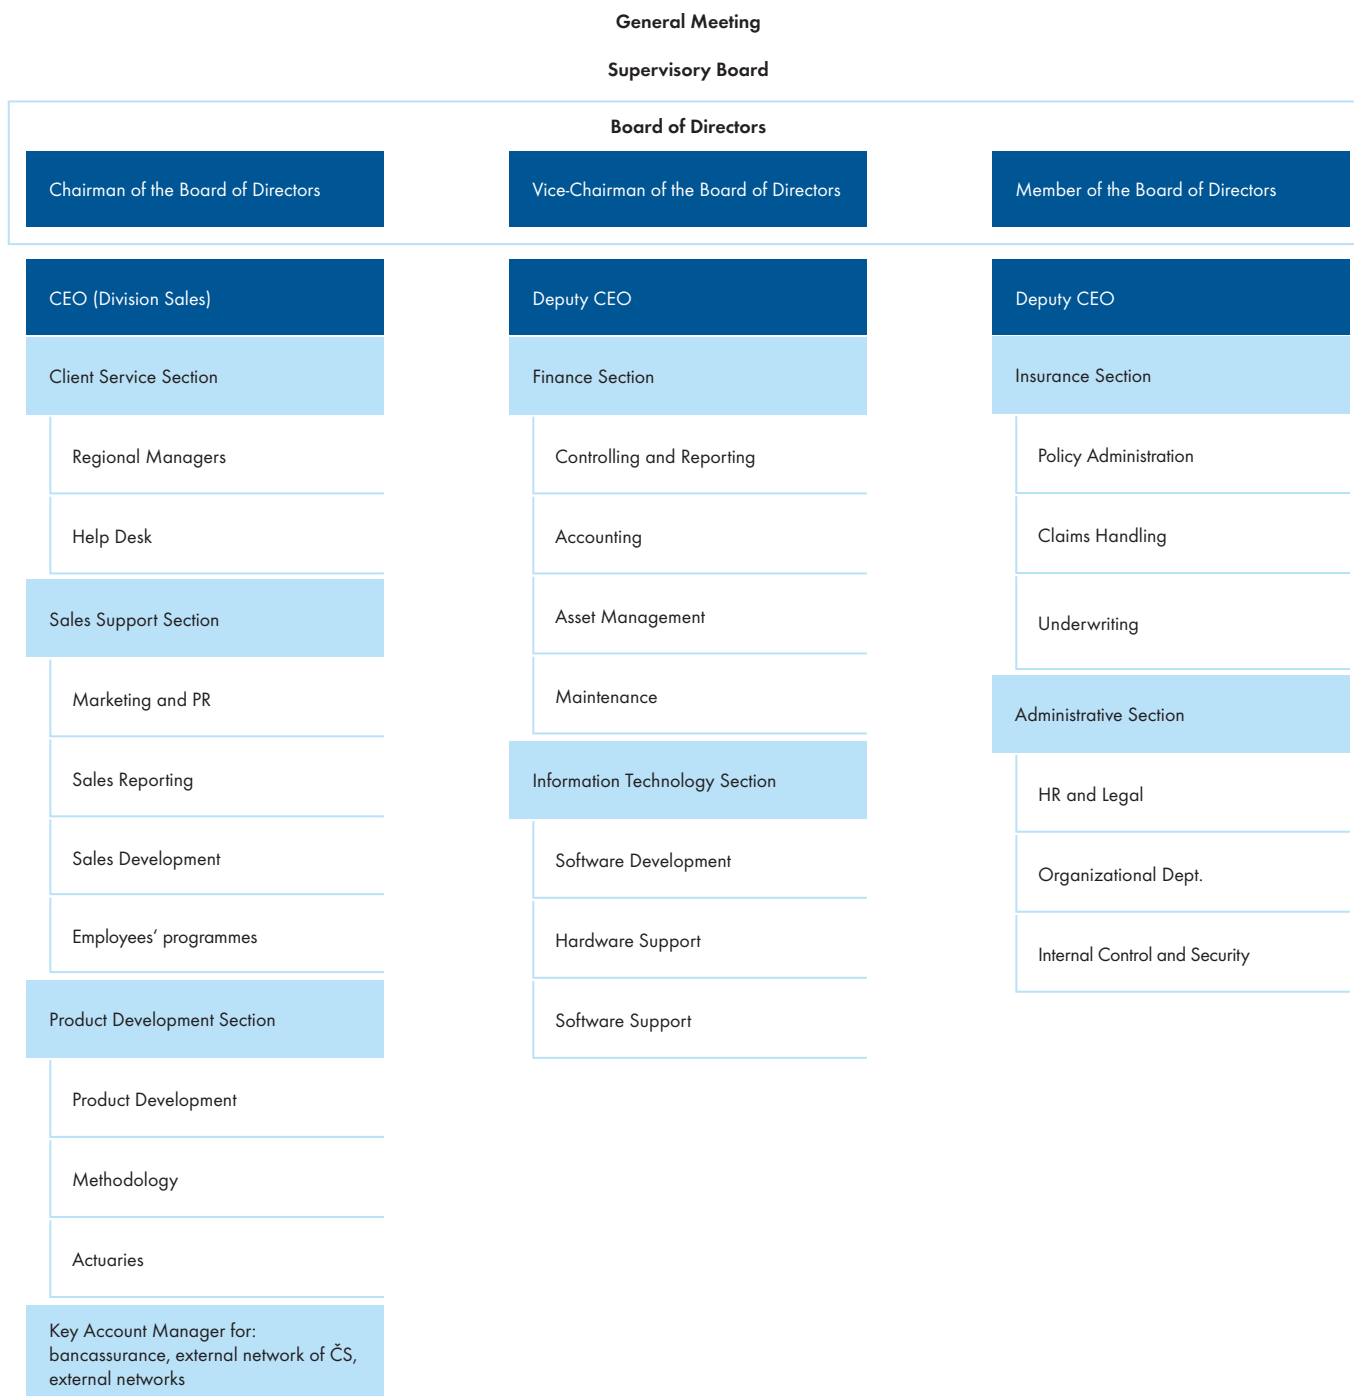 General Meeting
Supervisory Board
Board of Directors
Chairman of the Board of Directors
Vice-Chairman of the Board of Directors
Member of the Board of Directors
CEO (Division Sales)
Client Service Section
Regional Managers
Help Desk
Sales Support Section
Marketing and PR
Sales Reporting
Sales Development
Employees‘ programmes
Product Development Section
Product Development
Methodology
Actuaries
Key Account Manager for:
bancassurance, external network of ČS,
external networks
Deputy CEO
Finance Section
Controlling and Reporting
Accounting
Asset Management
Maintenance
Information Technology Section
Software Development
Hardware Support
Software Support
Deputy CEO
Insurance Section
Policy Administration
Claims Handling
Underwriting
Administrative Section
HR and Legal
Organizational Dept.
Internal Control and Security